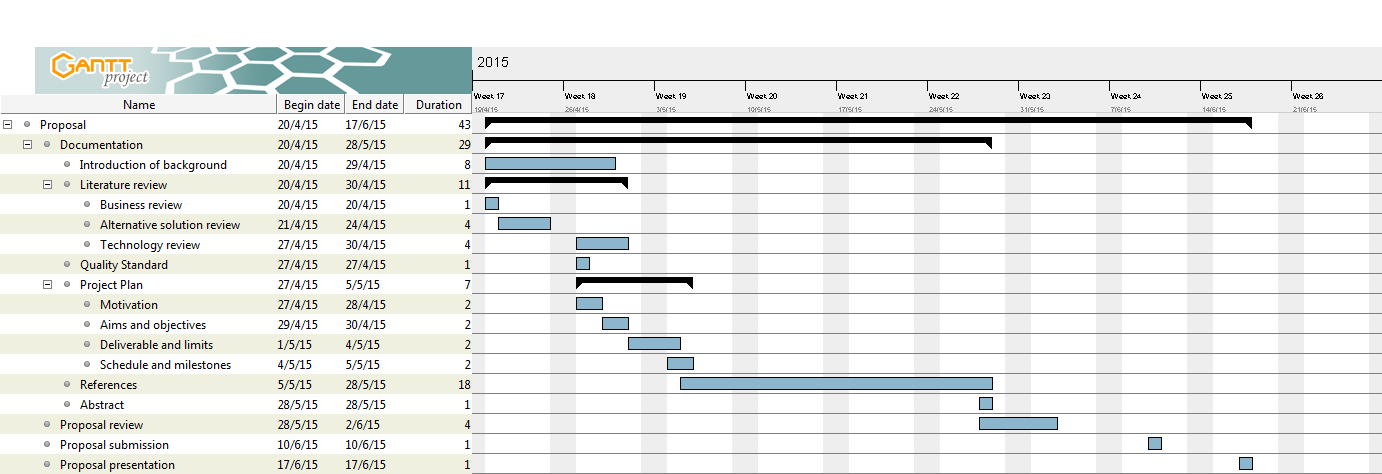 GANTT
project
2015
Week 17 Week 18 Week 19 Week 20 Week 21 Week 22 Week 23 Week 24 Week 25 Week 26
19/4/15 26/4/15 3/5/15 10/5/15 17/5/15 24/5/15 31/5/15 7/6/15 14/6/15 21/6/15
Name Begin date End date Duration
Proposal 20/4/15 17/6/15 43
Documentation 20/4/15 28/5/15 29
Introduction of background 20/4/15 29/4/15 8
Literature review 20/4/15 30/4/15 11
Business review 20/4/15 20/4/15 1
Alternative solution review 21/4/15 24/4/15 4
Technology review 27/4/15 30/4/15 4
Quality Standard 27/4/15 27/4/15 1
Project Plan 27/4/15 5/5/15 7
Motivation 27/4/15 28/4/15 2
Aims and objectives 29/4/15 30/4/15 2
Deliverable and limits 1/5/15 4/5/15 2
Schedule and milestones 4/5/15 5/5/15 2
References 5/5/15 28/5/15 18
Abstract 28/5/15 28/5/15 1
Proposal review 28/5/15 2/6/15 4
Proposal submission 10/6/15 10/6/15 1
Proposal presentation 17/6/15 17/6/15 1